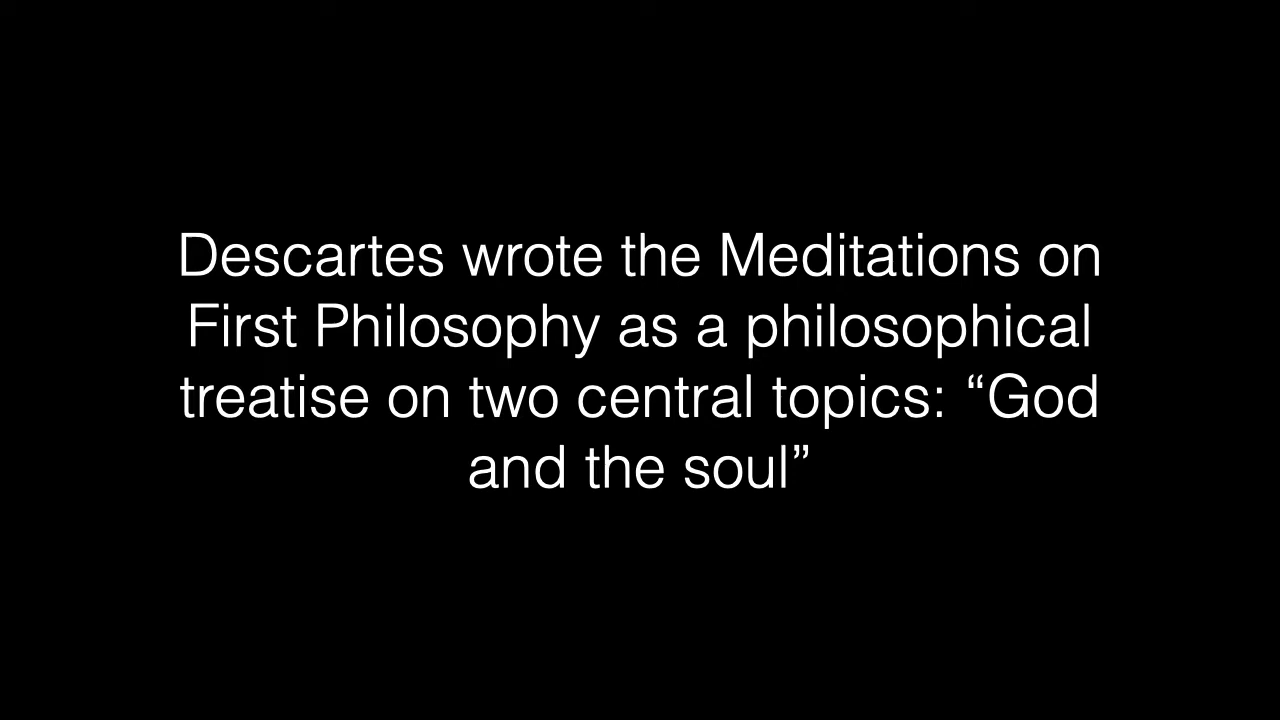 Descartes wrote the Meditations on
First Philosophy as a philosophical
treatise on two central topics: “God
and the soul”